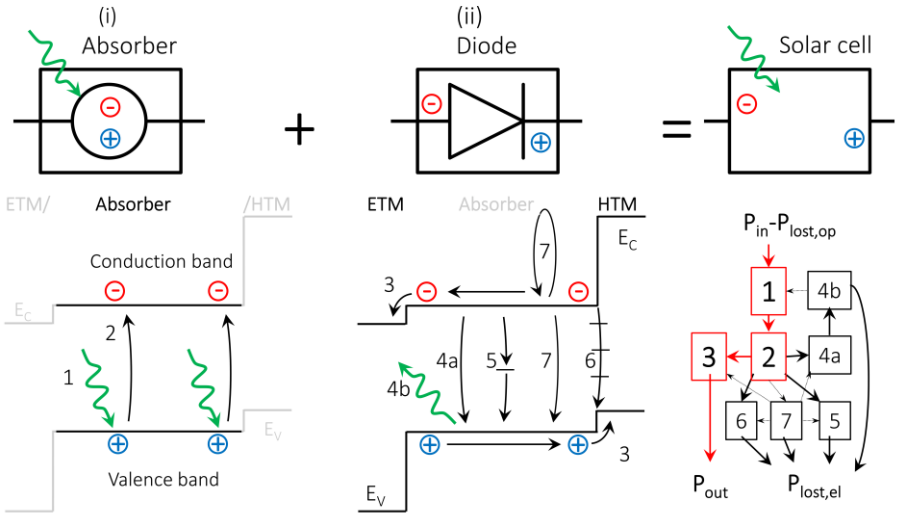 (i)
(ii)
Absorber
Diode
Solar cell
+
=
ETM/
Absorber
/HTM
ETM
Absorber
HTM
Conduction band
E_C
E_V
1
2
Valence band
E_C
E_V
3
7
4a
5
7
6
4b
3
P_in-P_lost,op
1
4b
3
2
4a
6
7
5
P_out
P_lost,el